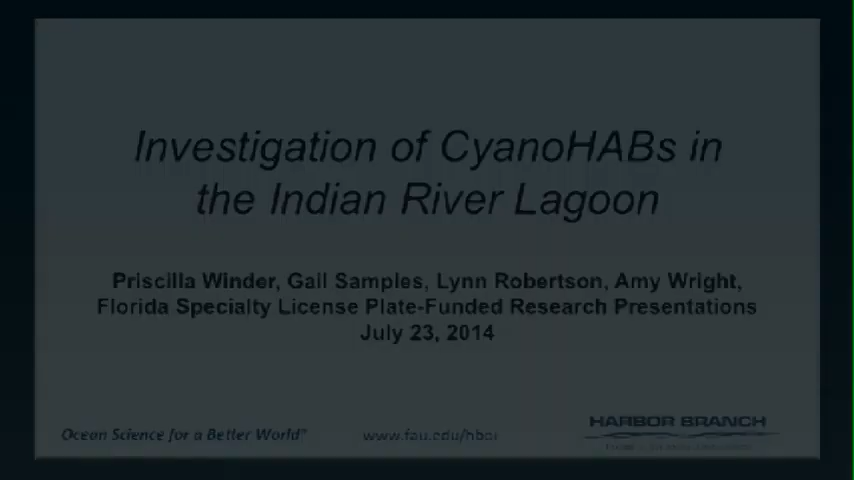 Investigation of CyanoHABs in
the Indian River Lagoon
Priscilla Winder, Gail Samples, Lynn Robertson, Amy Wright,
Florida Specialty License Plate-Funded Research Presentations
July 23, 2014
Ocean Science for a Better World®
www.fau.edu/hboi
HARBOR BRANCH